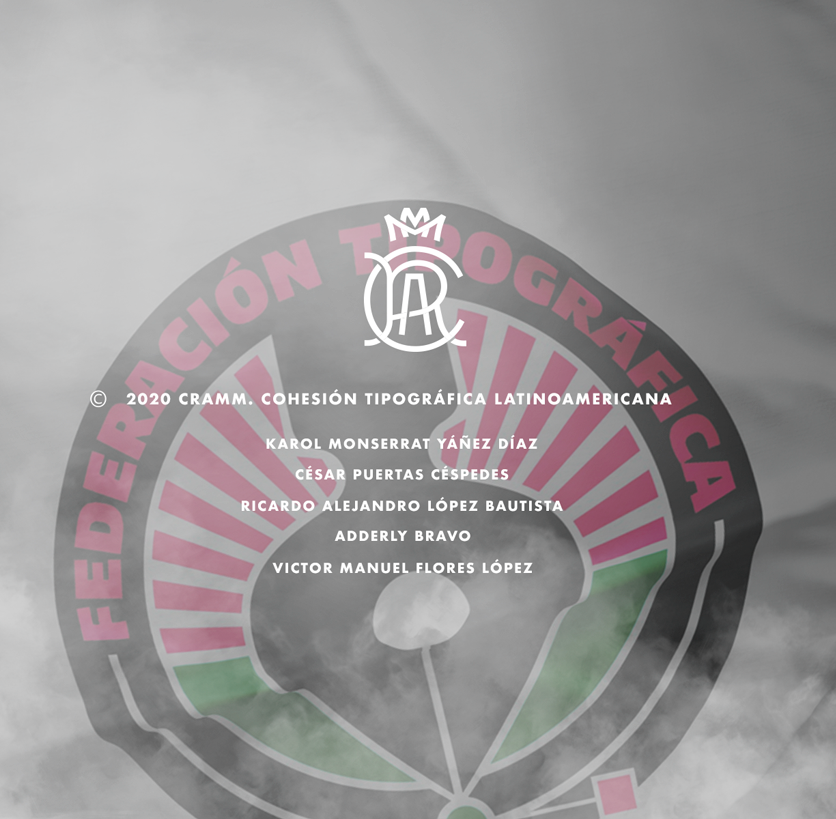 FEDERACIÓN TIPOGRÁFICA
© 2020 CRAMM. COHESIÓN TIPOGRÁFICA LATINOAMERICANA
KAROL MONSERRAT YÁÑEZ DÍAZ
CÉSAR PUERTAS CÉSPEDES
RICARDO ALEJANDRO LÓPEZ BAUTISTA
ADDERLY BRAVO
VICTOR MANUEL FLORES LÓPEZ